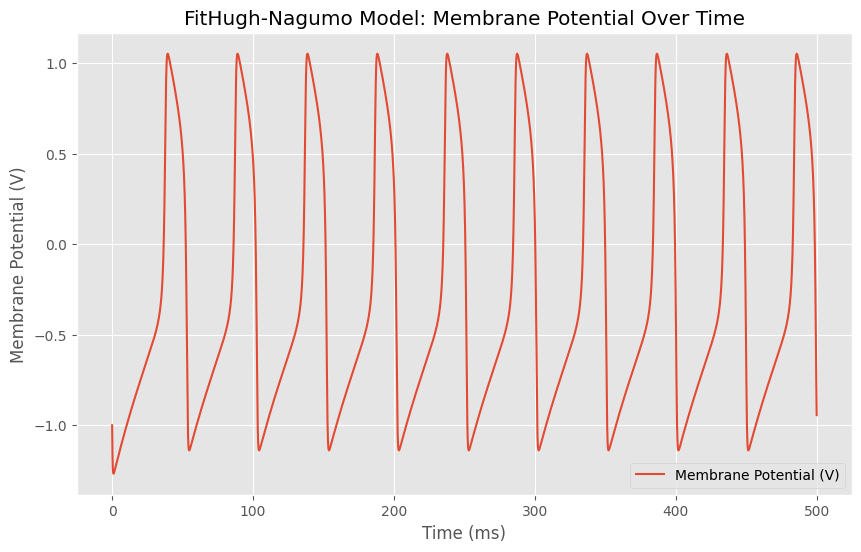 FitHugh-Nagumo Model: Membrane Potential Over Time
Membrane Potential (V)
1.0
0.5
0.0
−0.5
−1.0
Membrane Potential (V)
0 100 200 300 400 500
Time (ms)